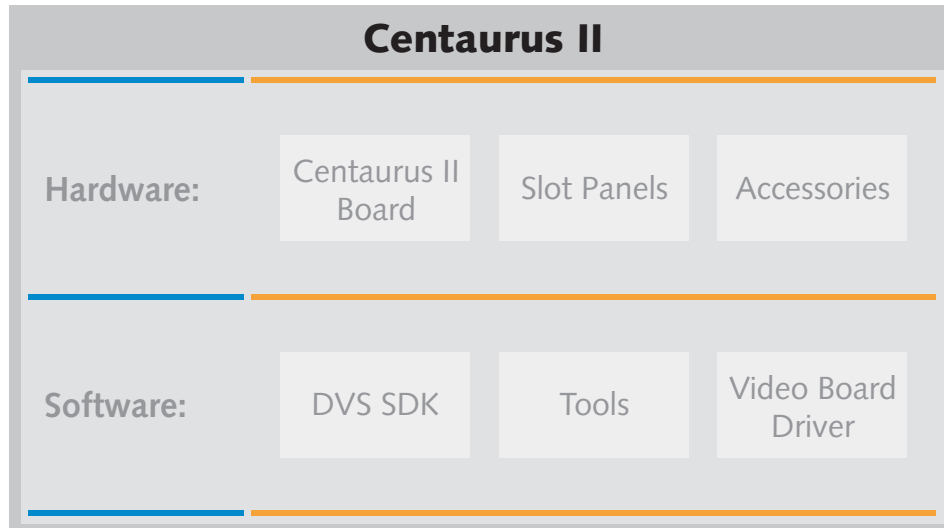 Centaurus II
Hardware:
Centaurus II
Board
Slot Panels
Accessories
Software:
DVS SDK
Tools
Video Board
Driver